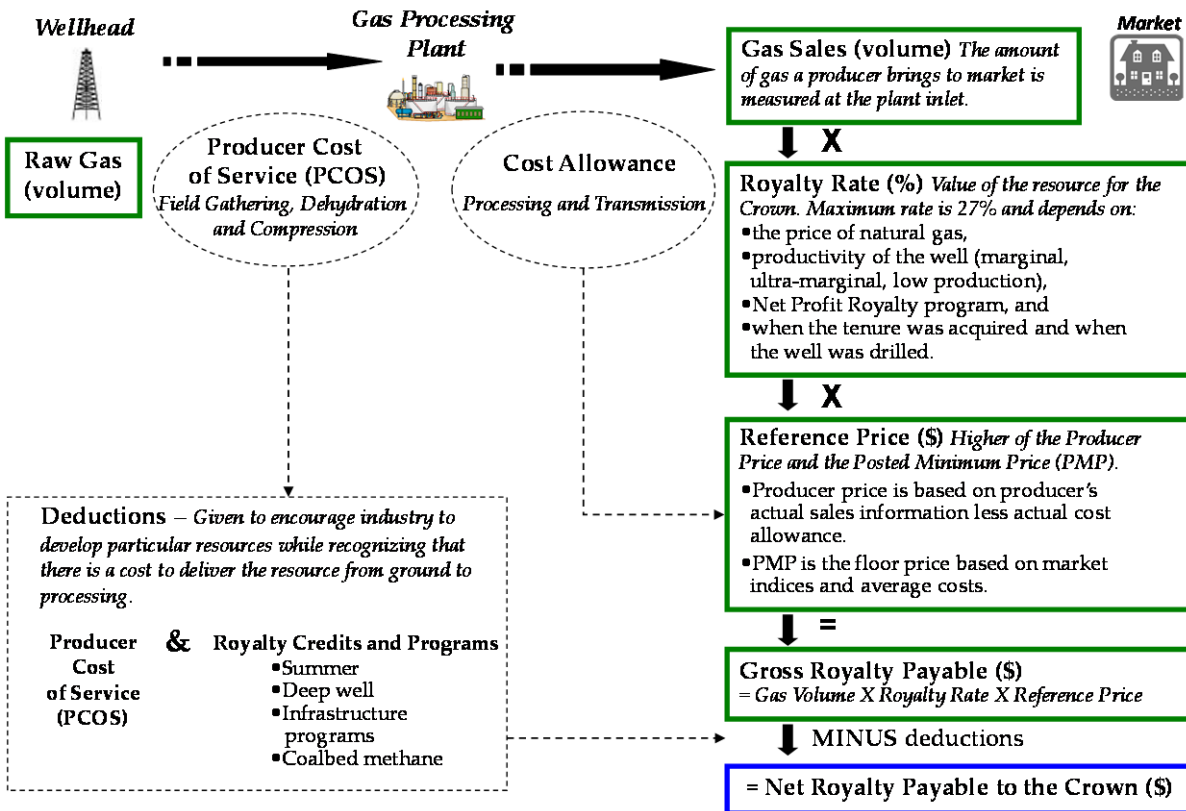 Wellhead
Gas Processing
Plant
Market
Gas Sales (volume) The amount
of gas a producer brings to market is
measured at the plant inlet.
Raw Gas
(volume)
Producer Cost
of Service (PCOS)
Field Gathering, Dehydration
and Compression
Cost Allowance
Processing and Transmission
X
Royalty Rate (%) Value of the resource for the
Crown. Maximum rate is 27% and depends on:
▪the price of natural gas,
▪productivity of the well (marginal,
ultra-marginal, low production),
▪Net Profit Royalty program, and
▪when the tenure was acquired and when
the well was drilled.
X
Reference Price ($) Higher of the Producer
Price and the Posted Minimum Price (PMP).
▪Producer price is based on producer's
actual sales information less actual cost
allowance.
▪PMP is the floor price based on market
indices and average costs.
=
Gross Royalty Payable ($)
= Gas Volume X Royalty Rate X Reference Price
MINUS deductions
= Net Royalty Payable to the Crown ($)
Deductions – Given to encourage industry to
develop particular resources while recognizing that
there is a cost to deliver the resource from ground to
processing.
Producer
Cost
of Service
(PCOS)
&
Royalty Credits and Programs
▪Summer
▪Deep well
▪Infrastructure
programs
▪Coalbed methane